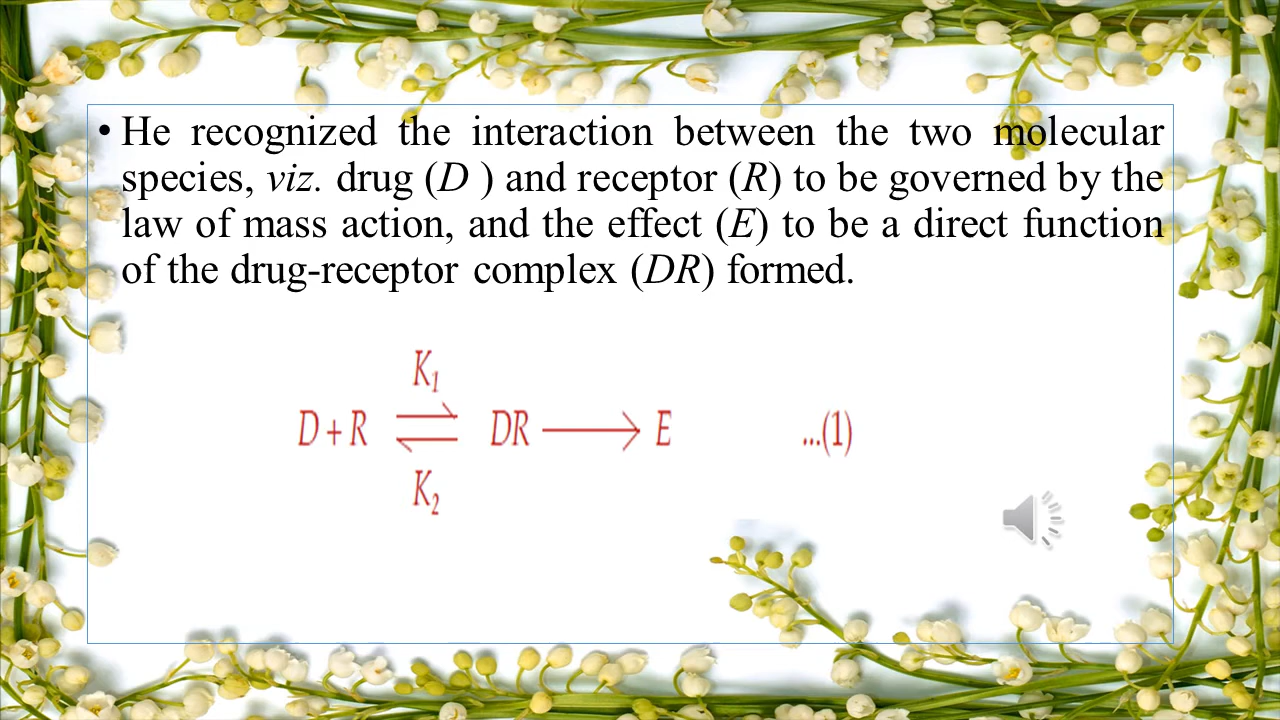 • He recognized the interaction between the two molecular
species, viz. drug (D ) and receptor (R) to be governed by the
law of mass action, and the effect (E) to be a direct function
of the drug-receptor complex (DR) formed.
K₁
D + R ⇌ DR ⟶ E ...(1)
K₂